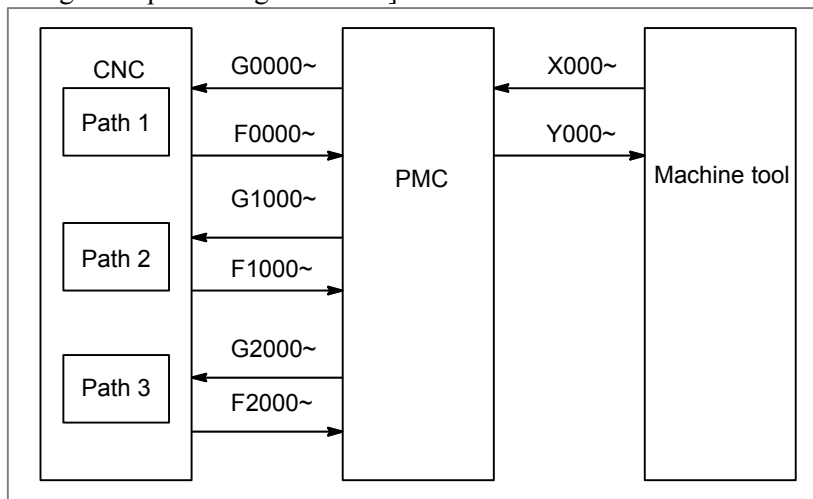 CNC
G0000~
X000~
Path 1
F0000~
Y000~
PMC
Machine tool
G1000~
Path 2
F1000~
G2000~
Path 3
F2000~